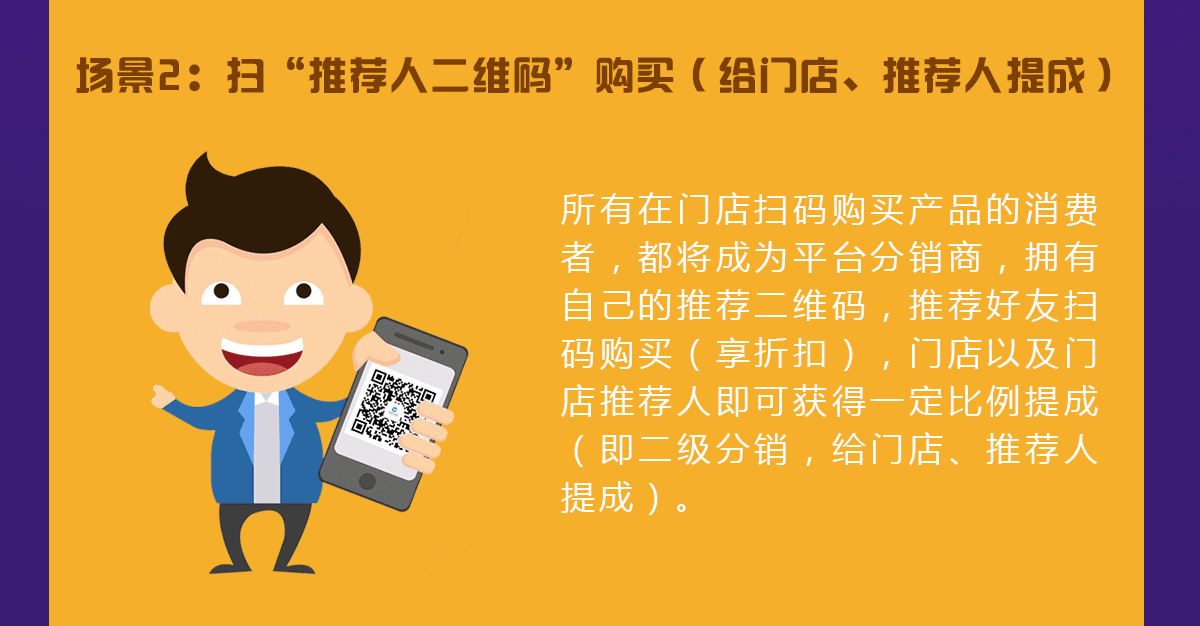 场景2：扫“推荐人二维码”购买（给门店、推荐人提成）
所有在门店扫码购买产品的消费
者，都将成为平台分销商，拥有
自己的推荐二维码，推荐好友扫
码购买（享折扣），门店以及门
店推荐人即可获得一定比例提成
（即二级分销，给门店、推荐人
提成）。